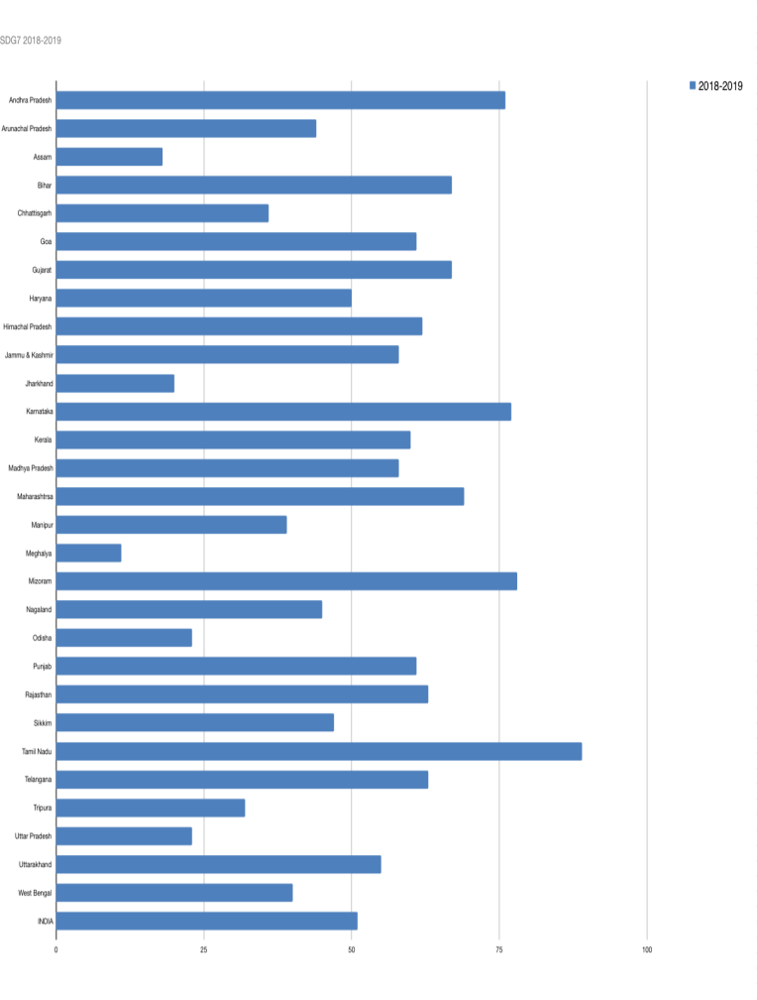 SDG7 2018-2019
2018-2019
Andhra Pradesh
Arunachal Pradesh
Assam
Bihar
Chhattisgarh
Goa
Gujarat
Haryana
Himachal Pradesh
Jammu & Kashmir
Jharkhand
Karnataka
Kerala
Madhya Pradesh
Maharashtrsa
Manipur
Meghalya
Mizoram
Nagaland
Odisha
Punjab
Rajasthan
Sikkim
Tamil Nadu
Telangana
Tripura
Uttar Pradesh
Uttarakhand
West Bengal
INDIA
0 25 50 75 100